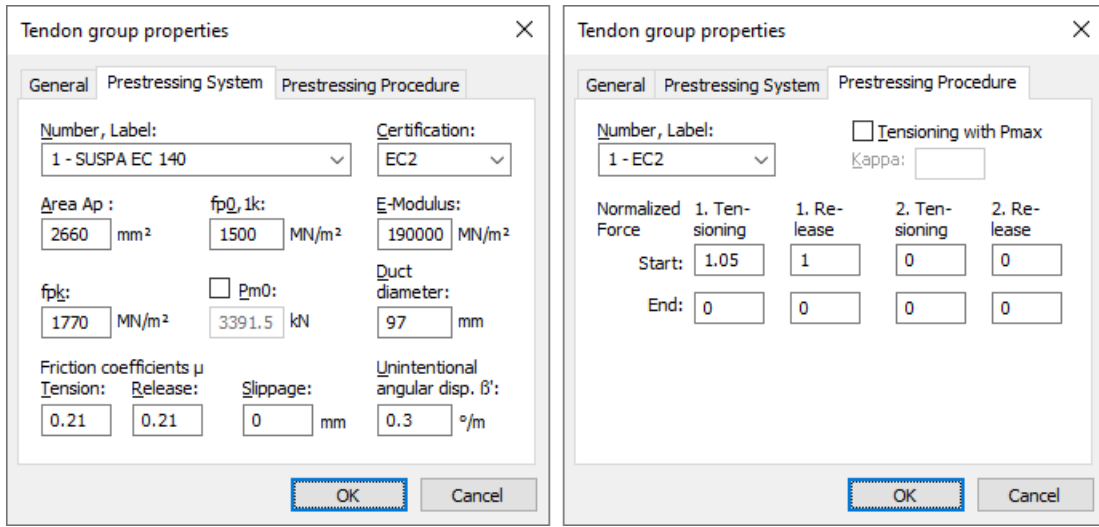 Tendon group properties
General Prestressing System Prestressing Procedure
Number, Label: Certification:
1 - SUSPA EC 140 EC2
Area Ap : fp0,1k: E-Modulus:
2660 mm² 1500 MN/m² 190000 MN/m²
fpk: Pm0: Duct diameter:
1770 MN/m² 3391.5 kN 97 mm
Friction coefficients µ Unintentional
Tension: Release: Slippage: angular disp. ß':
0.21 0.21 0 mm 0.3 °/m
OK Cancel
Tendon group properties
General Prestressing System Prestressing Procedure
Number, Label: Tensioning with Pmax
1 - EC2 Kappa:
Normalized 1. Ten- 1. Re- 2. Ten- 2. Re-
Force sioning lease sioning lease
Start: 1.05 1 0 0
End: 0 0 0 0
OK Cancel